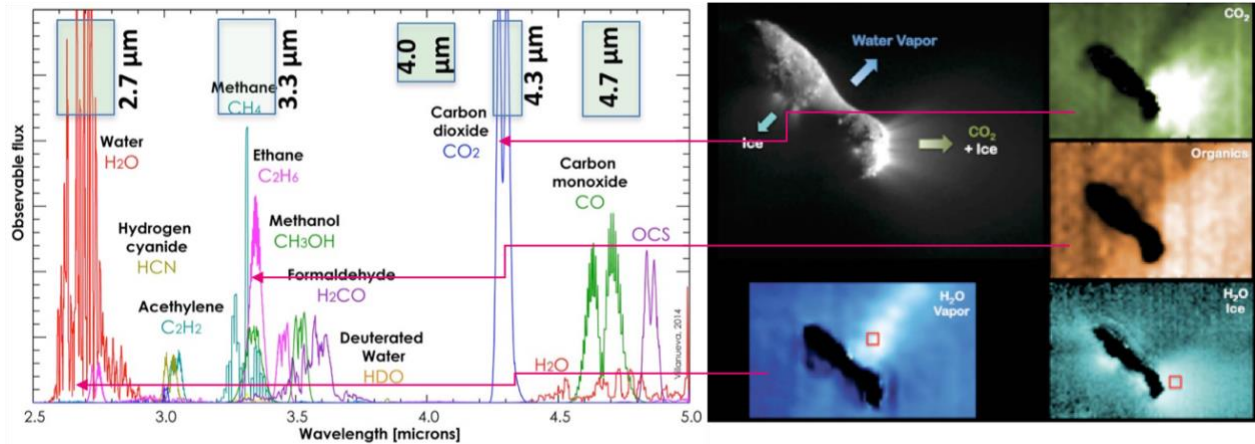 2.7 µm
3.3 µm
4.0
µm
4.3 µm
4.7 µm
Methane
CH₄
Water
H2O
Ethane
C2H6
Carbon
dioxide
CO2
Carbon
monoxide
CO
Hydrogen
cyanide
HCN
Methanol
CH3OH
OCS
Formaldehyde
H2CO
Acethylene
C2H2
Deuterated
Water
HDO
H2O
Villanueva, 2014
Observable flux
2.5
3.0
3.5
4.0
4.5
5.0
Wavelength [microns]
Water Vapor
Ice
CO2
+ Ice
CO2
Organics
H2O
Vapor
H2O
Ice